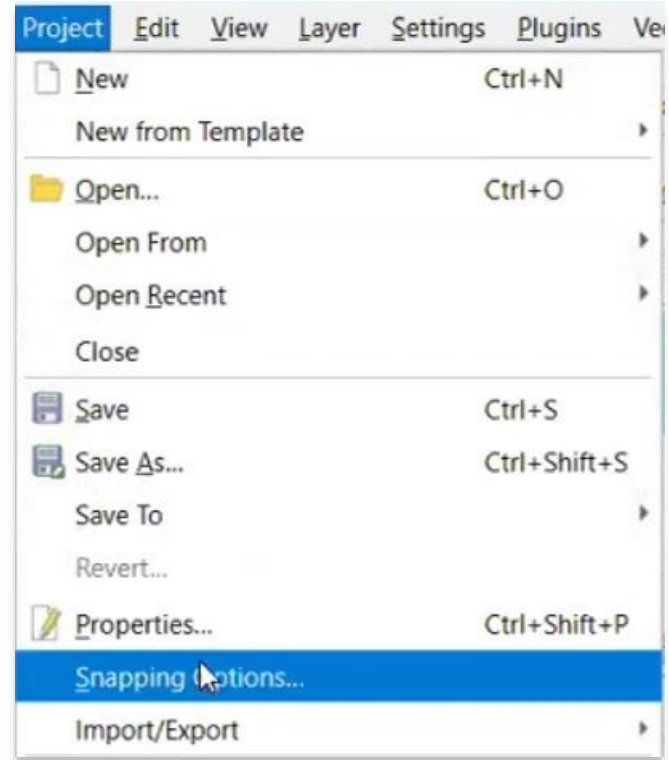 Project Edit View Layer Settings Plugins Ve
New Ctrl+N
New from Template
Open... Ctrl+O
Open From
Open Recent
Close
Save Ctrl+S
Save As... Ctrl+Shift+S
Save To
Revert...
Properties... Ctrl+Shift+P
Snapping Options...
Import/Export